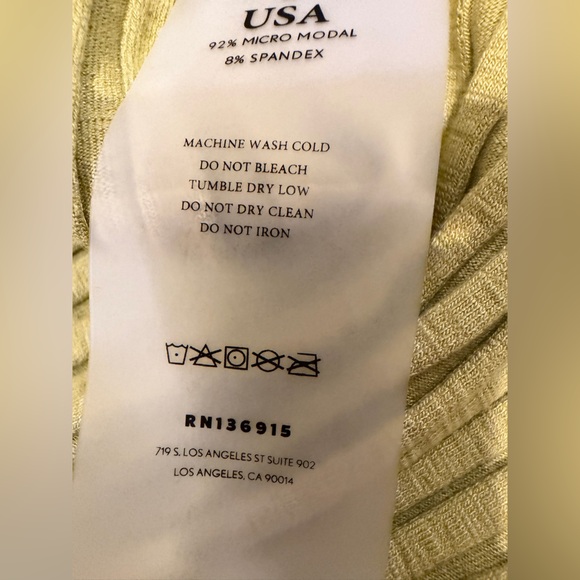 USA
92% MICRO MODAL
8% SPANDEX
MACHINE WASH COLD
DO NOT BLEACH
TUMBLE DRY LOW
DO NOT DRY CLEAN
DO NOT IRON
RN136915
719 S. LOS ANGELES ST SUITE 902
LOS ANGELES, CA 90014